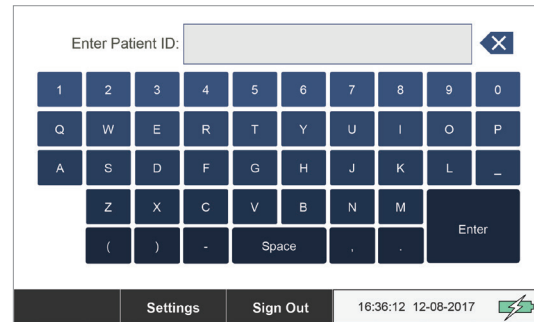 Enter Patient ID:
1 2 3 4 5 6 7 8 9 0
Q W E R T Y U I O P
A S D F G H J K L _
Z X C V B N M
Enter
( ) - Space , .
Settings Sign Out 16:36:12 12-08-2017